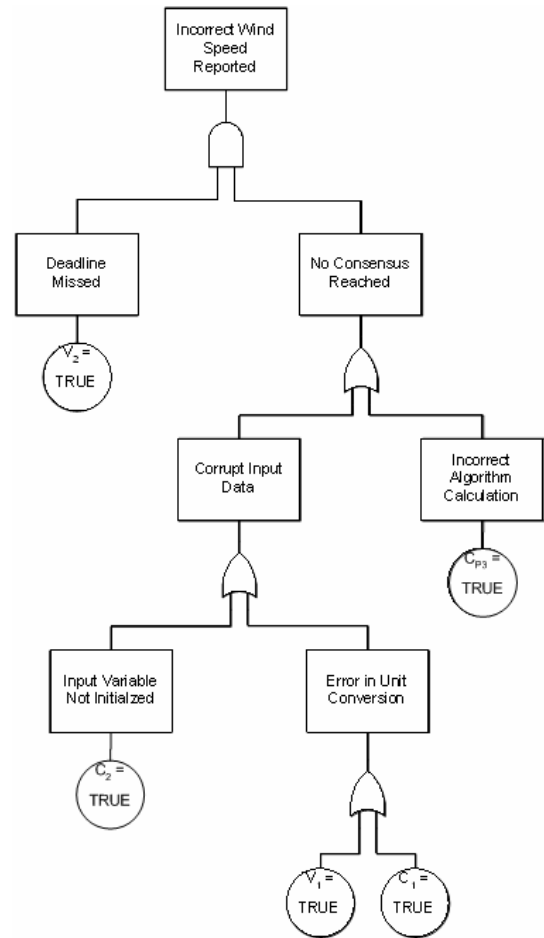 Incorrect Wind
Speed
Reported
Deadline
Missed
No Consensus
Reached
V₂ =
TRUE
Corrupt Input
Data
Incorrect
Algorithm
Calculation
C_P3 =
TRUE
Input Variable
Not Initialzed
Error in Unit
Conversion
C₂ =
TRUE
V₁ =
TRUE
C₁ =
TRUE